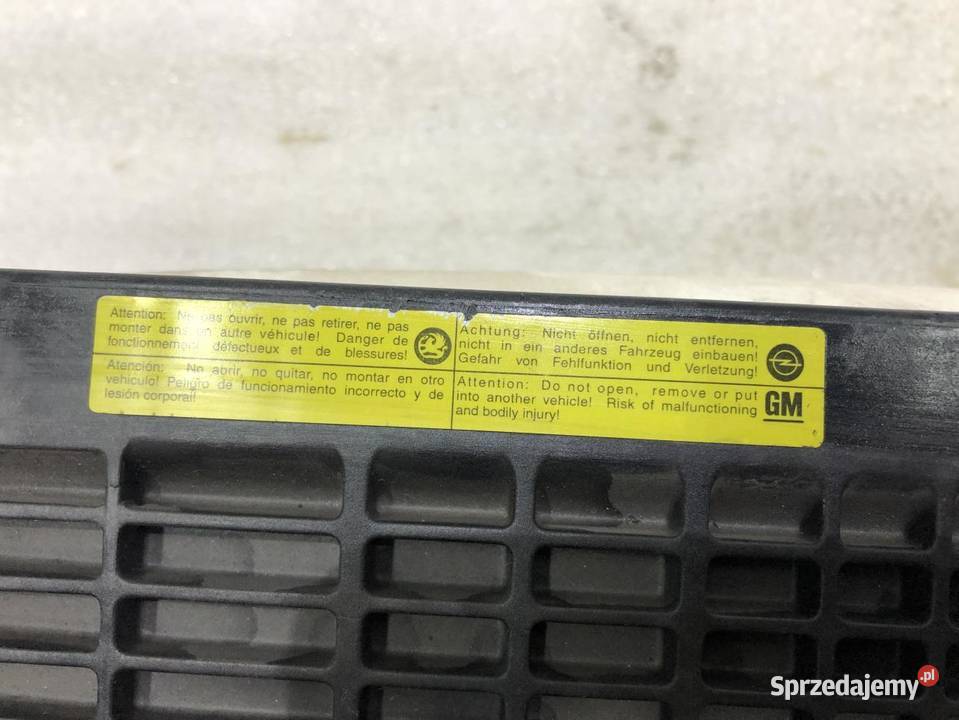 Attention: Ne pas ouvrir, ne pas retirer, ne pas
monter dans un autre véhicule! Danger de
fonctionnement défectueux et de blessures!
Atención: No abrir, no quitar, no montar en otro
vehiculo! Peligro de funcionamiento incorrecto y de
lesión corporal!
Achtung: Nicht öffnen, nicht entfernen,
nicht in ein anderes Fahrzeug einbauen!
Gefahr von Fehlfunktion und Verletzung!
Attention: Do not open, remove or put
into another vehicle! Risk of malfunctioning
and bodily injury!
GM
Sprzedajemy.pl